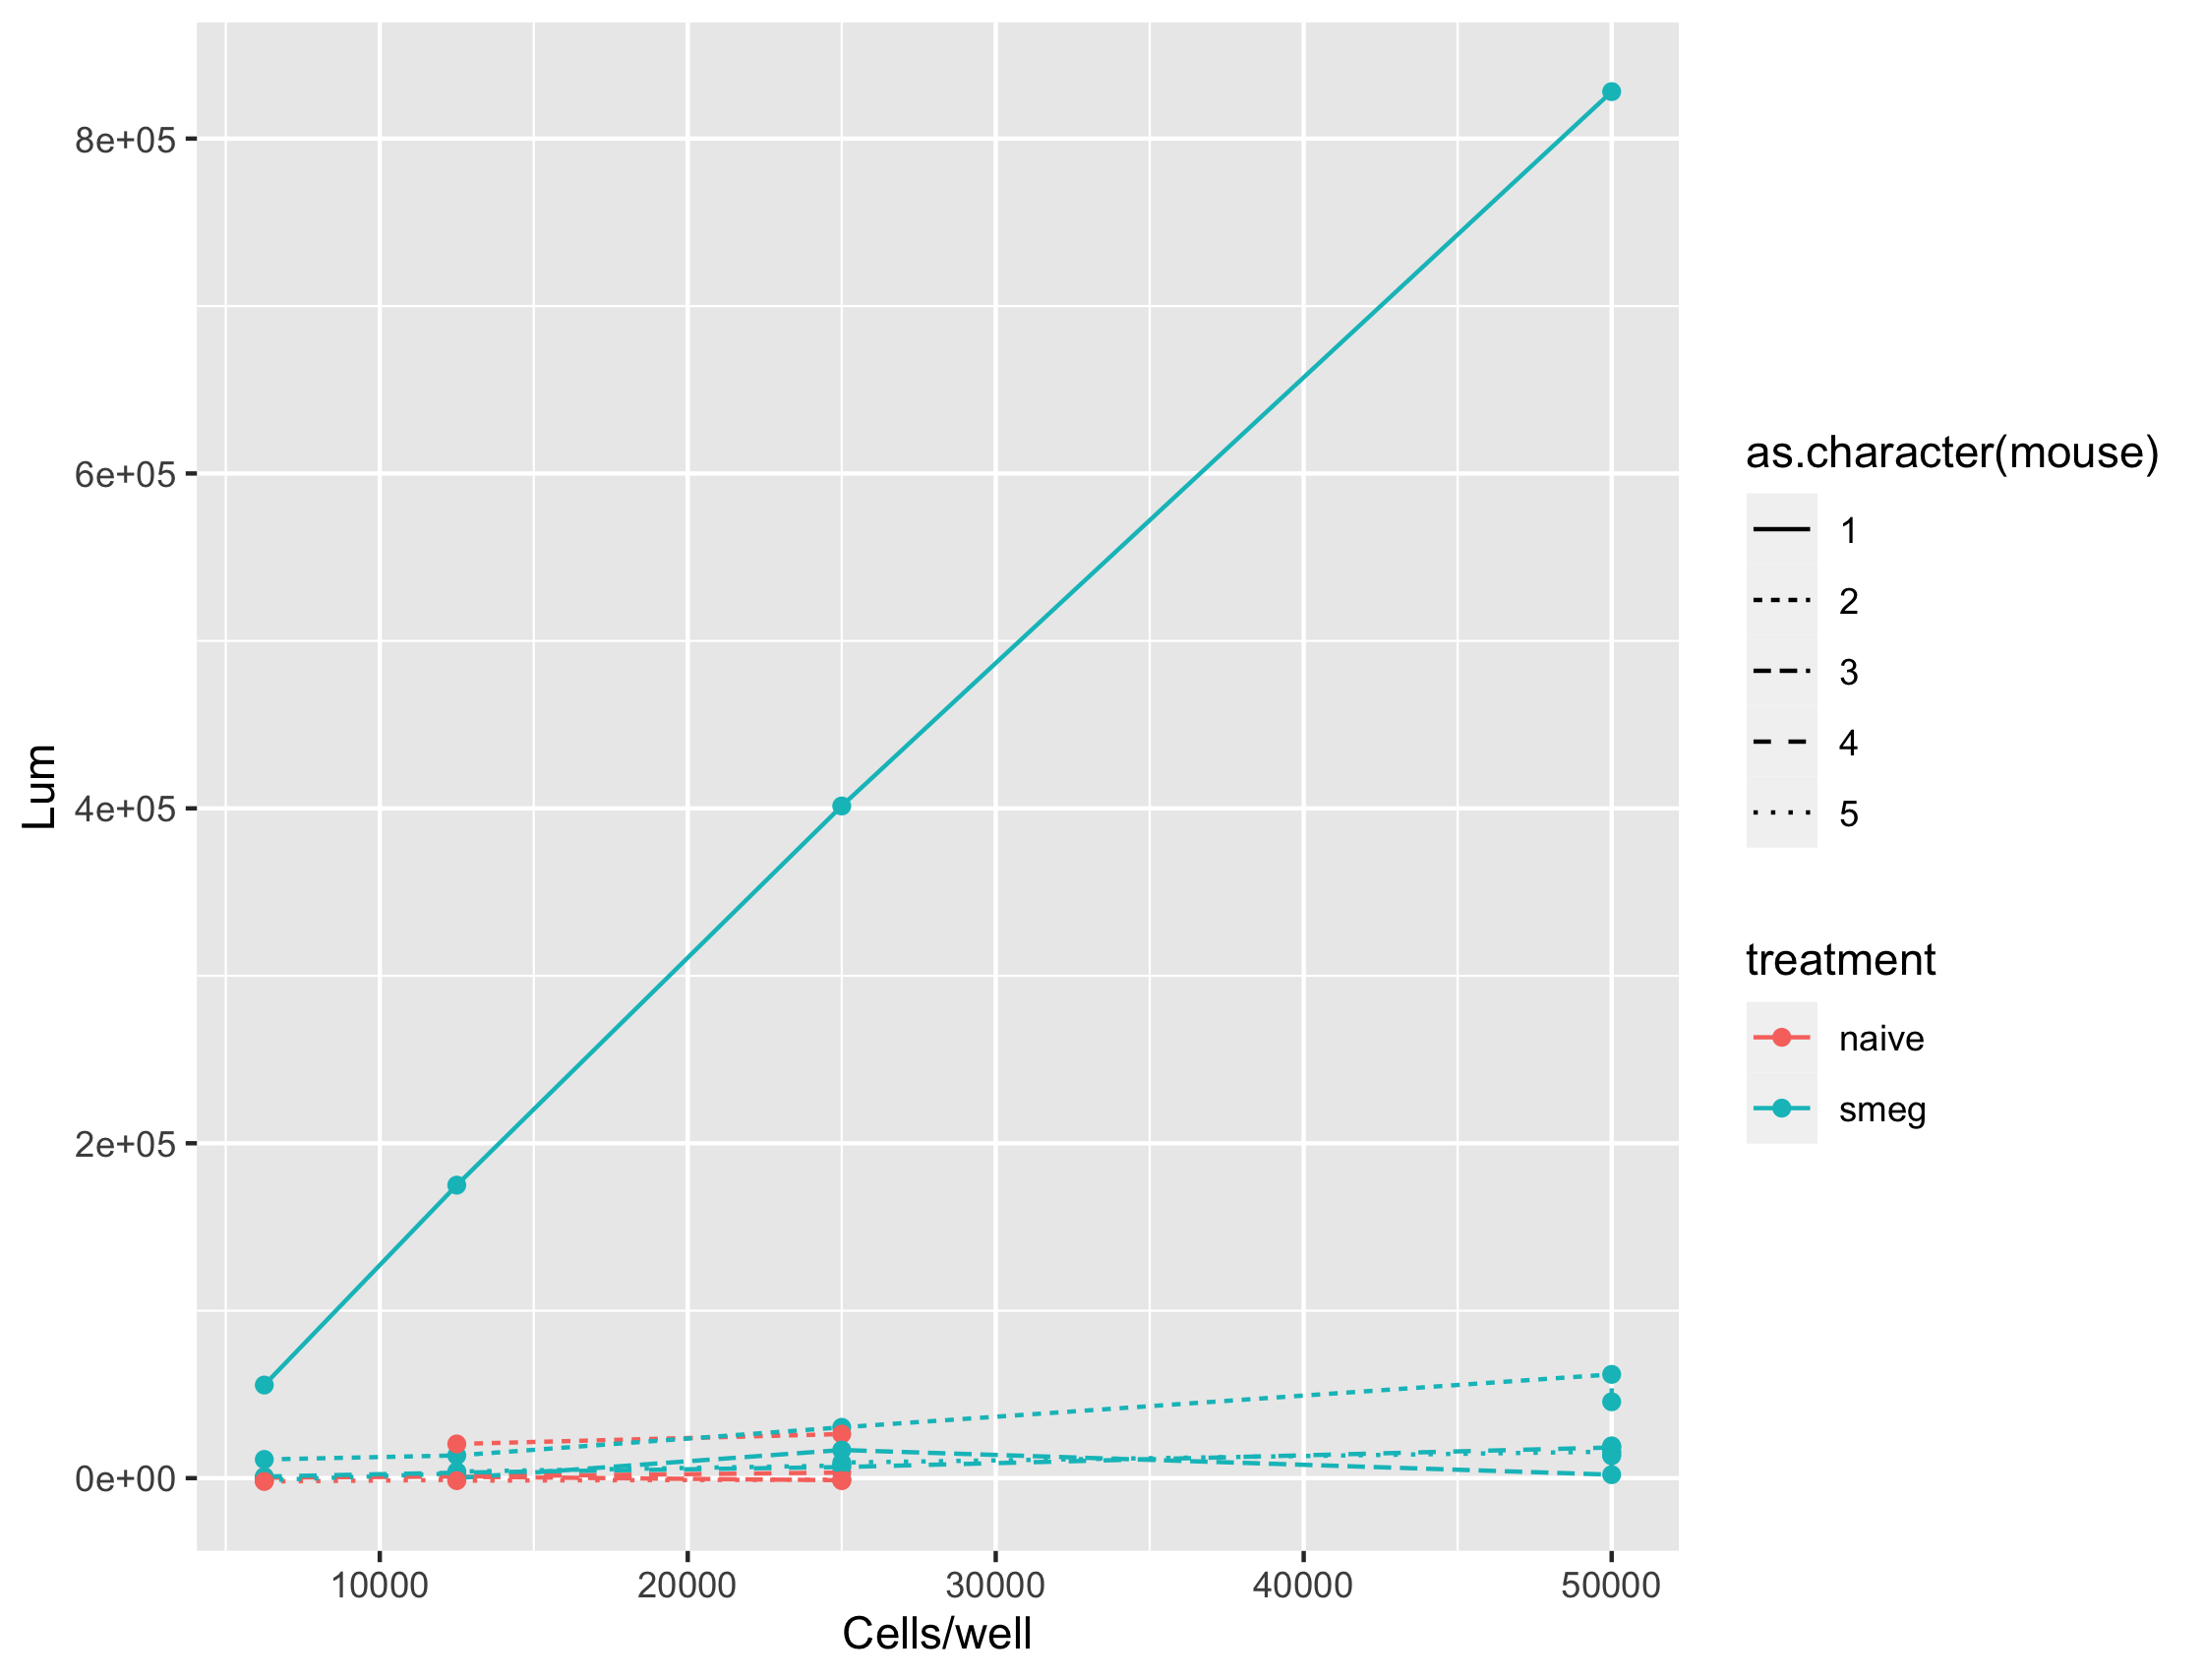 8e+05
6e+05
4e+05
2e+05
0e+00
Lum
10000 20000 30000 40000 50000
Cells/well
as.character(mouse)
1
2
3
4
5
treatment
naive
smeg